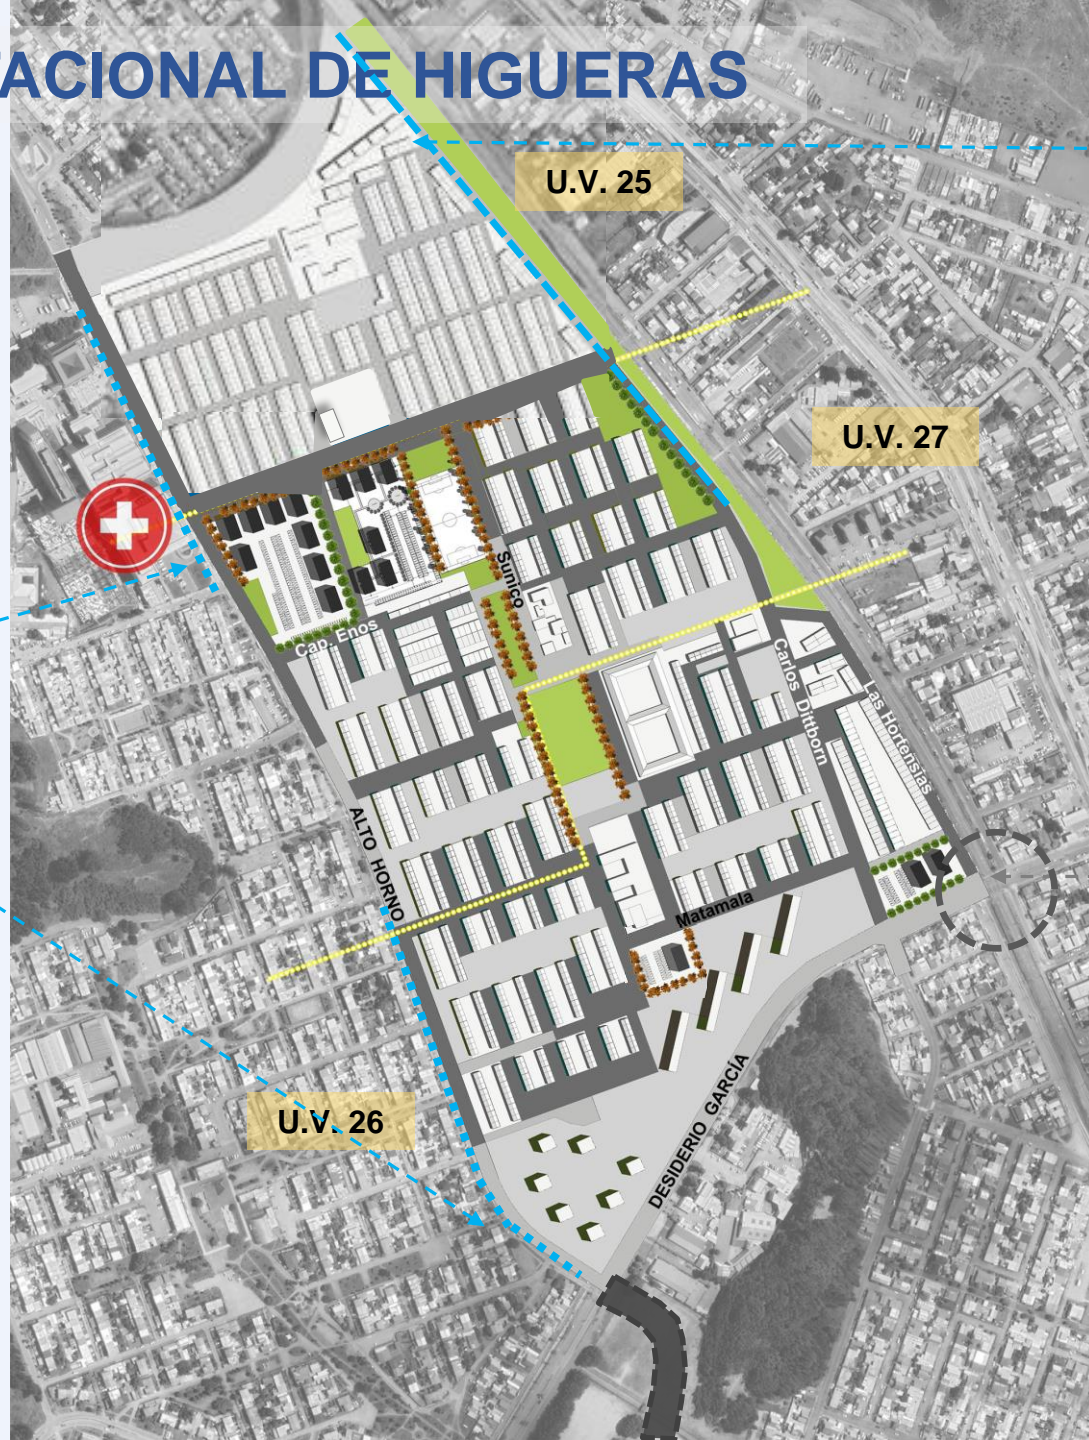 ACIONAL DE HIGUERAS
U.V. 25
U.V. 27
Sunico
Cap. Enos
Carlos Dittborn
Las Hortensias
ALTO HORNO
Matamala
DESIDERIO GARCÍA
U.V. 26